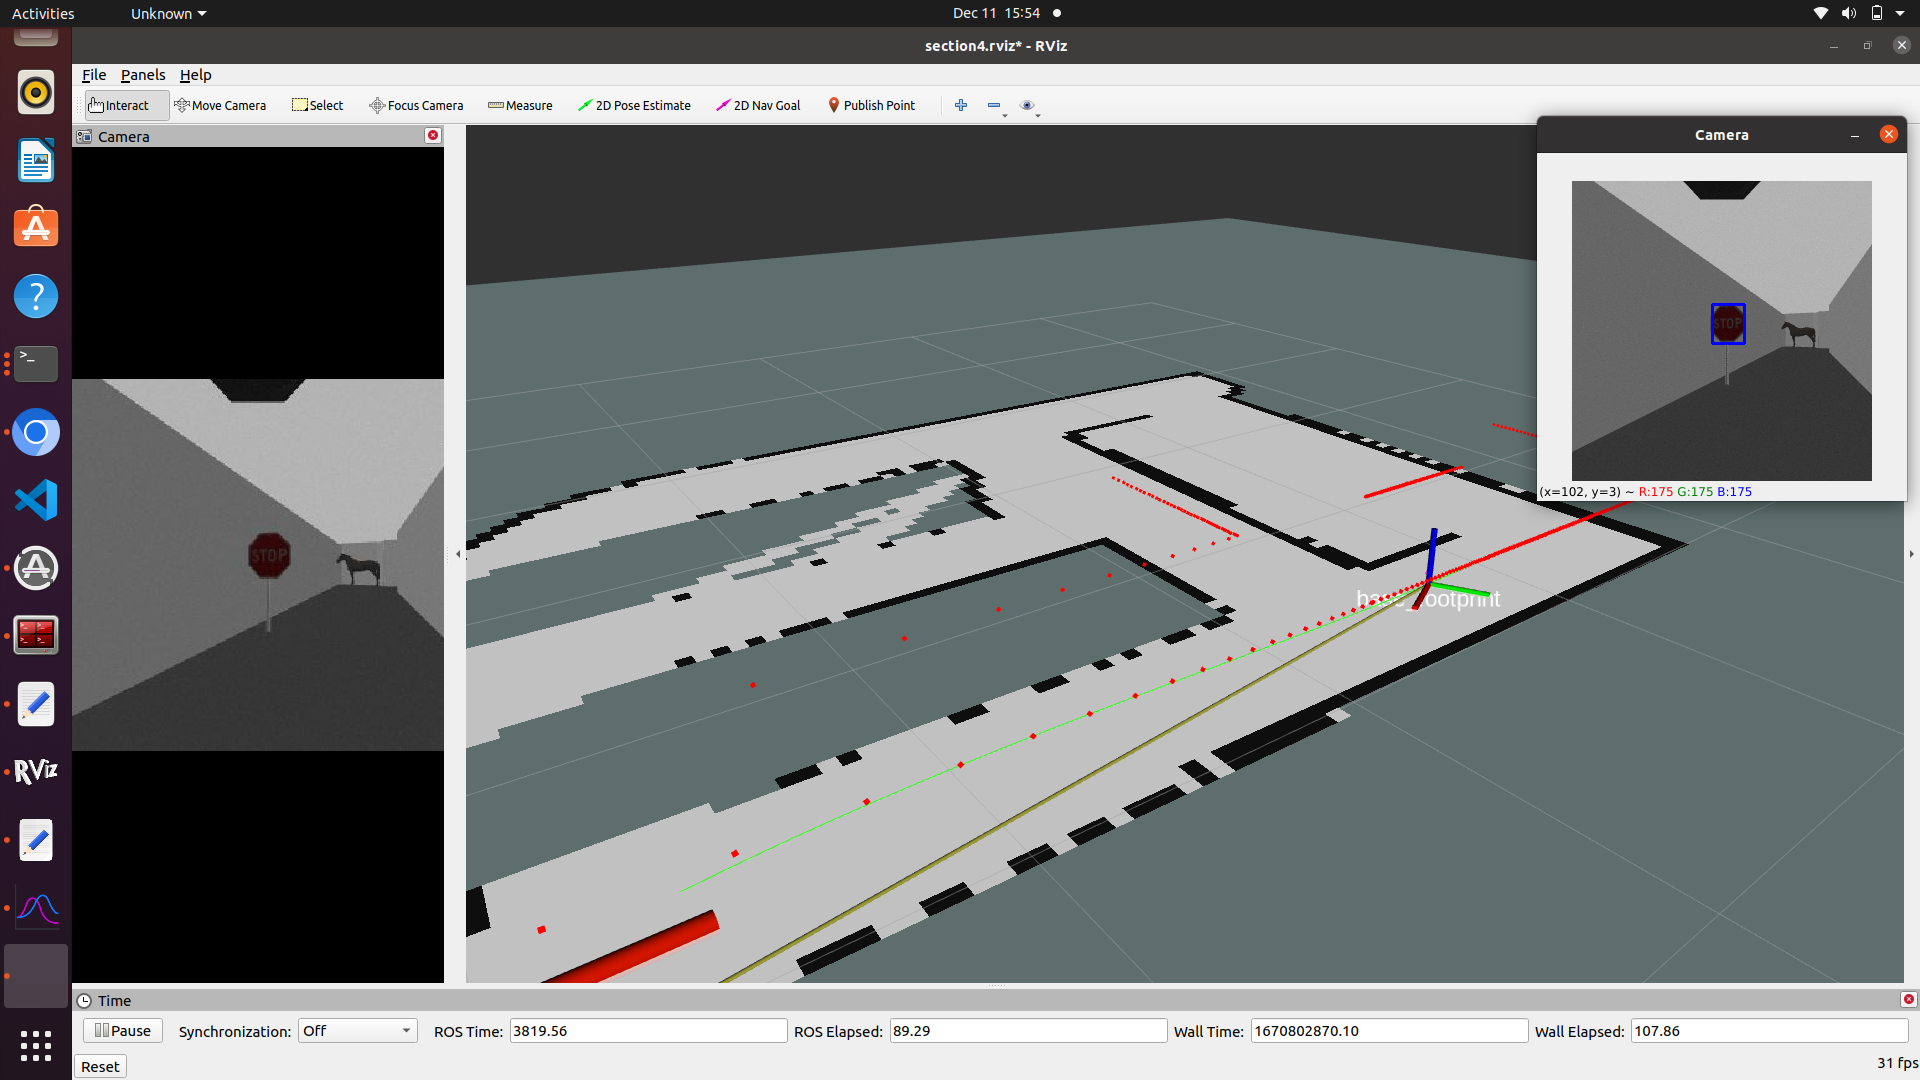 Activities
Unknown
Dec 11 15:54
section4.rviz* - RViz
File Panels Help
Interact
Move Camera
Select
Focus Camera
Measure
2D Pose Estimate
2D Nav Goal
Publish Point
Camera
STOP
base_footprint
Camera
STOP
(x=102, y=3) ~ R:175 G:175 B:175
RViz
Time
Pause
Synchronization: Off
ROS Time: 3819.56
ROS Elapsed: 89.29
Wall Time: 1670802870.10
Wall Elapsed: 107.86
Reset
31 fps